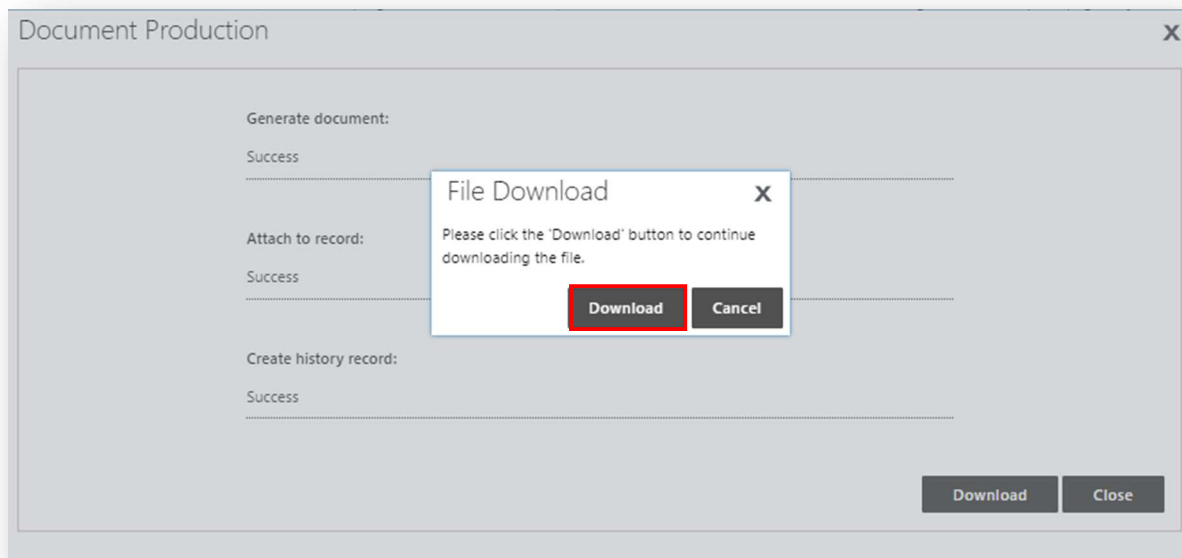 Document Production
X
Generate document:
Success
File Download
X
Please click the 'Download' button to continue
downloading the file.
Download
Cancel
Attach to record:
Success
Create history record:
Success
Download
Close